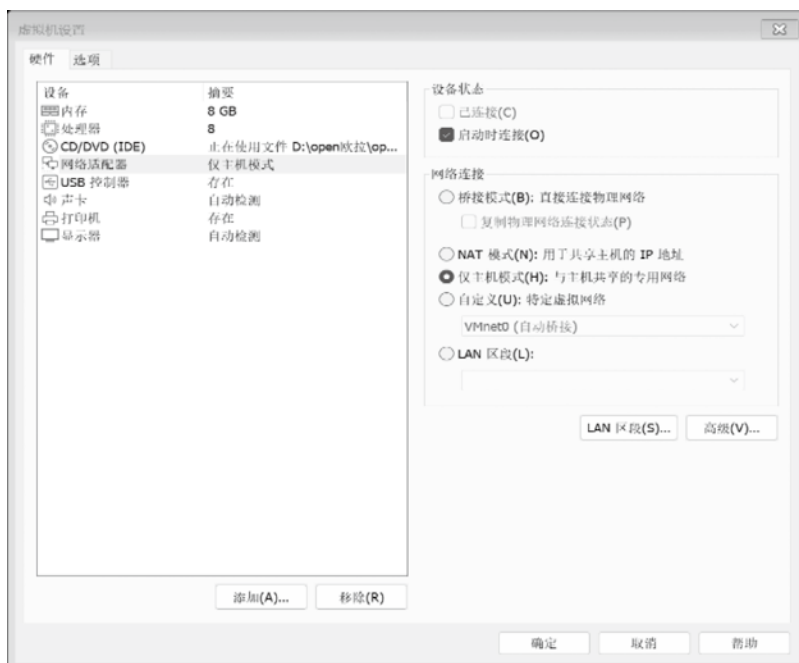 虚拟机设置
硬件 选项
设备 摘要
内存 8 GB
处理器 8
CD/DVD (IDE) 正在使用文件 D:\open欧拉\op...
网络适配器 仅主机模式
USB 控制器 存在
声卡 自动检测
打印机 存在
显示器 自动检测
添加(A)... 移除(R)
设备状态
已连接(C)
启动时连接(O)
网络连接
桥接模式(B): 直接连接物理网络
复制物理网络连接状态(P)
NAT 模式(N): 用于共享主机的 IP 地址
仅主机模式(H): 与主机共享的专用网络
自定义(U): 特定虚拟网络
VMnet0 (自动桥接)
LAN 区段(L):
LAN 区段(S)... 高级(V)...
确定 取消 帮助